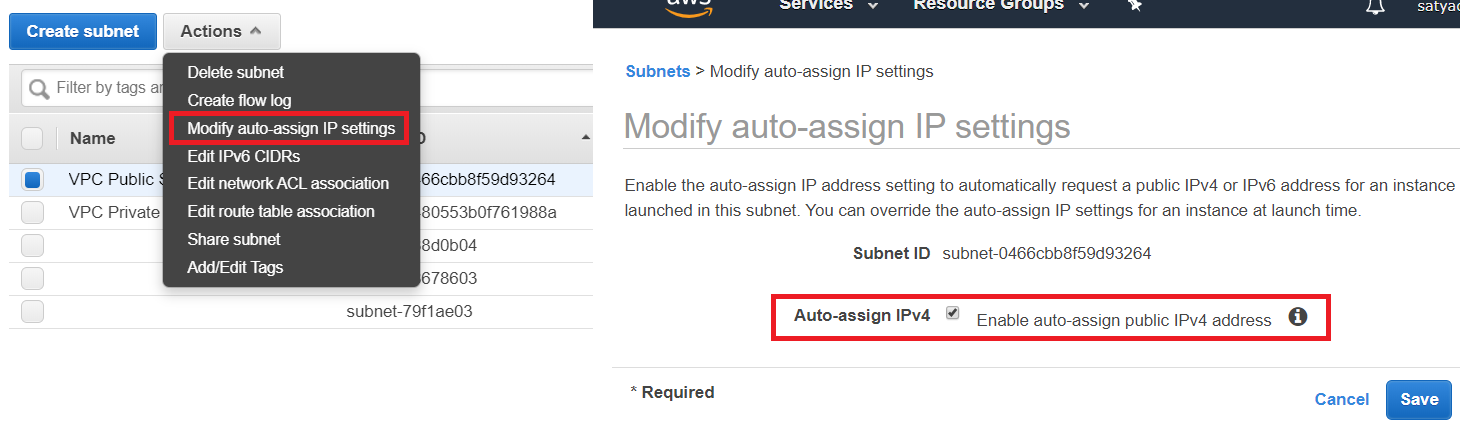 Create subnet
Actions
Delete subnet
Create flow log
Modify auto-assign IP settings
Edit IPv6 CIDRs
Edit network ACL association
Edit route table association
Share subnet
Add/Edit Tags
Filter by tags
Name
VPC Public
66cbb8f59d93264
VPC Private
80553b0f761988a
8d0b04
678603
subnet-79f1ae03
aws
Services
Resource Groups
Subnets > Modify auto-assign IP settings
Modify auto-assign IP settings
Enable the auto-assign IP address setting to automatically request a public IPv4 or IPv6 address for an instance
launched in this subnet. You can override the auto-assign IP settings for an instance at launch time.
Subnet ID subnet-0466cbb8f59d93264
Auto-assign IPv4 Enable auto-assign public IPv4 address
* Required
Cancel
Save